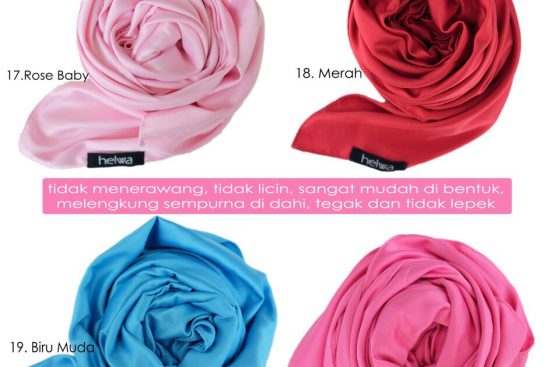 17.Rose Baby
18. Merah
helwa
helwa
tidak menerawang, tidak licin, sangat mudah di bentuk,
melengkung sempurna di dahi, tegak dan tidak lepek
19. Biru Muda